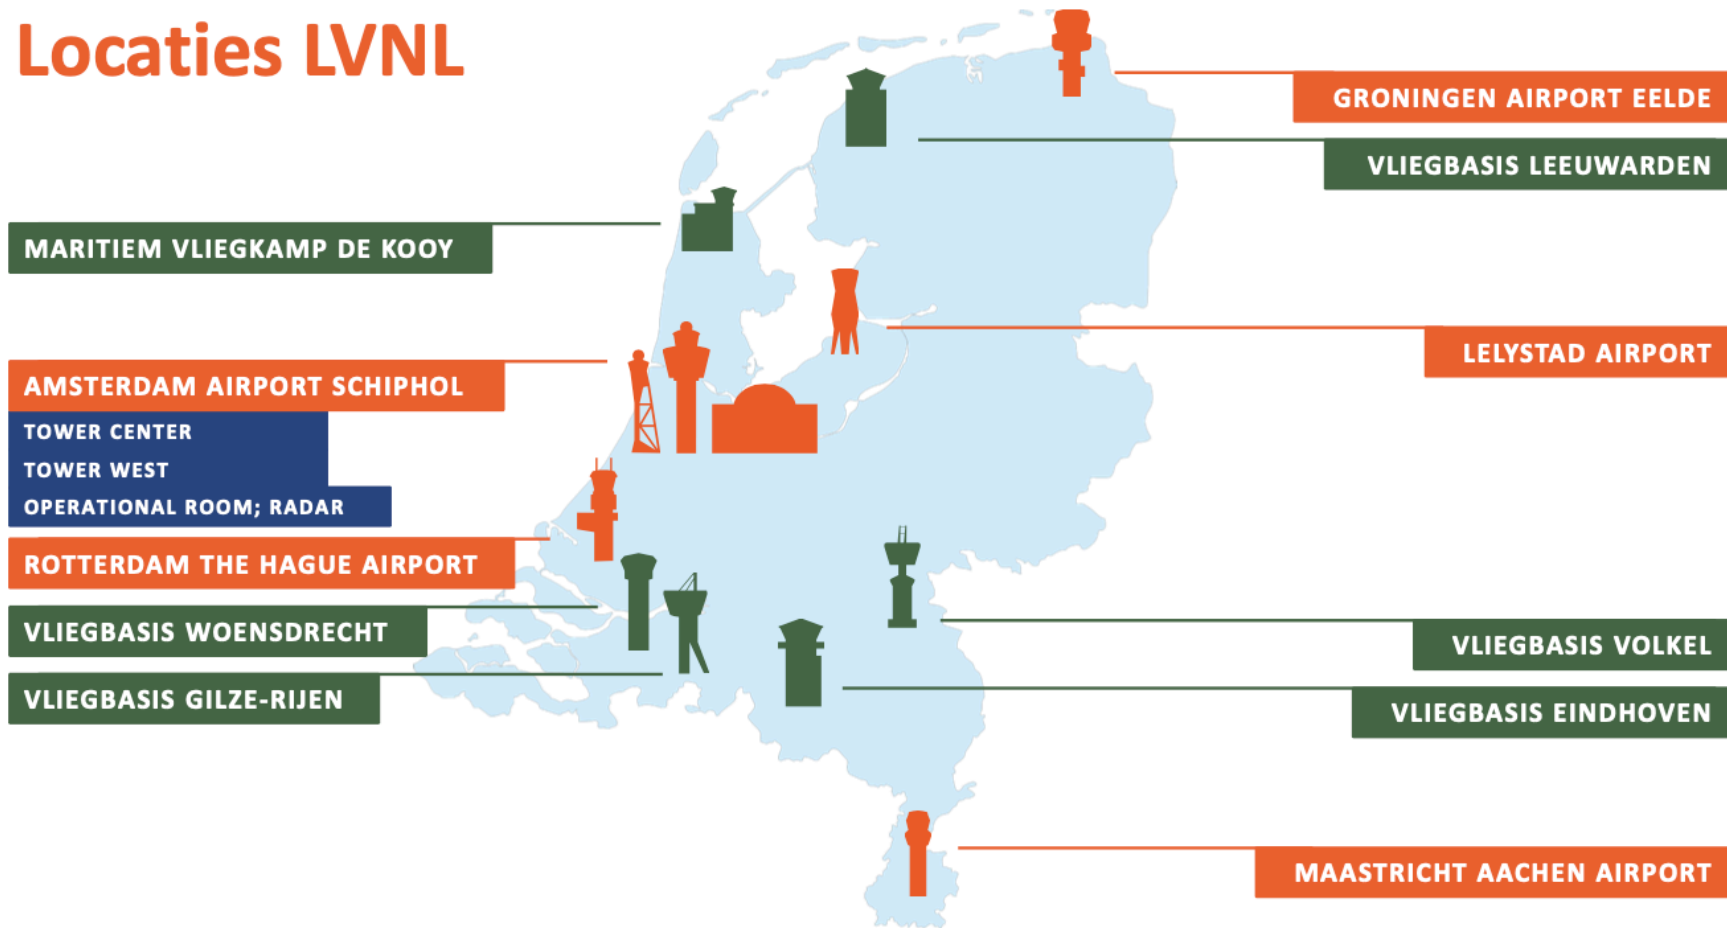 Locaties LVNL
GRONINGEN AIRPORT EELDE
VLIEGBASIS LEEUWARDEN
MARITIEM VLIEGKAMP DE KOOY
LELYSTAD AIRPORT
AMSTERDAM AIRPORT SCHIPHOL
TOWER CENTER
TOWER WEST
OPERATIONAL ROOM; RADAR
ROTTERDAM THE HAGUE AIRPORT
VLIEGBASIS WOENSDRECHT
VLIEGBASIS GILZE-RIJEN
VLIEGBASIS VOLKEL
VLIEGBASIS EINDHOVEN
MAASTRICHT AACHEN AIRPORT